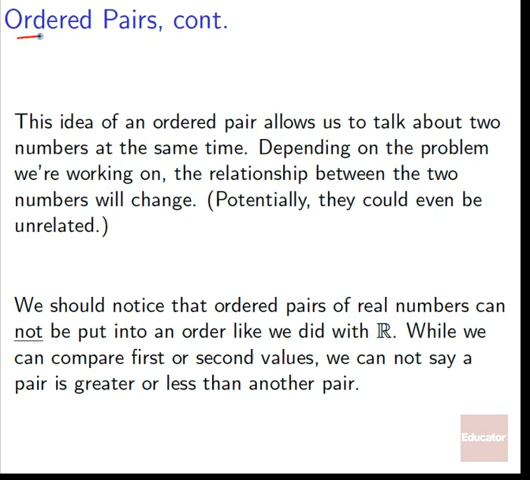 Ordered Pairs, cont.
This idea of an ordered pair allows us to talk about two
numbers at the same time. Depending on the problem
we're working on, the relationship between the two
numbers will change. (Potentially, they could even be
unrelated.)
We should notice that ordered pairs of real numbers can
not be put into an order like we did with ℝ. While we
can compare first or second values, we can not say a
pair is greater or less than another pair.
Educator